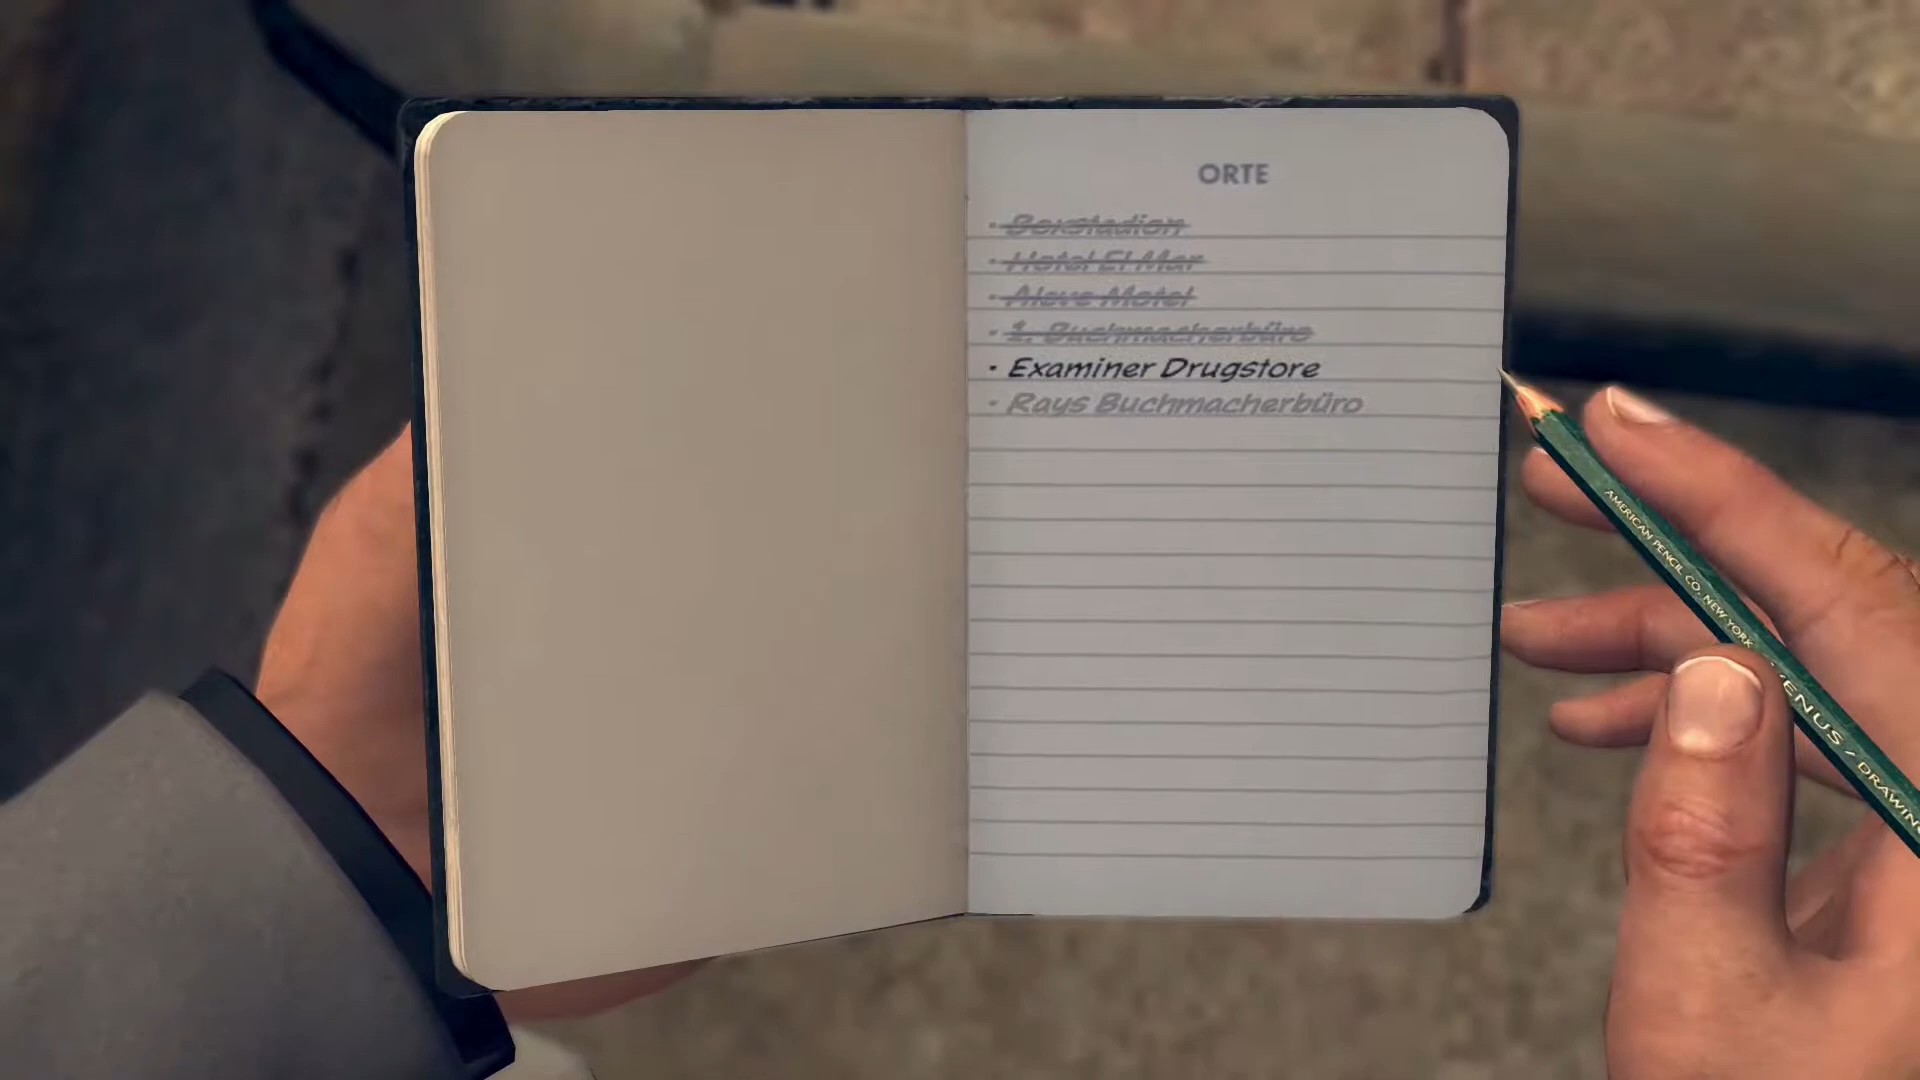 ORTE
· Boxstadion
· Hotel El Mar
· Aleve Motel
· 1. Buchmacherbüro
· Examiner Drugstore
· Rays Buchmacherbüro
AMERICAN PENCIL CO. NEW YORK
VENUS / DRAWING